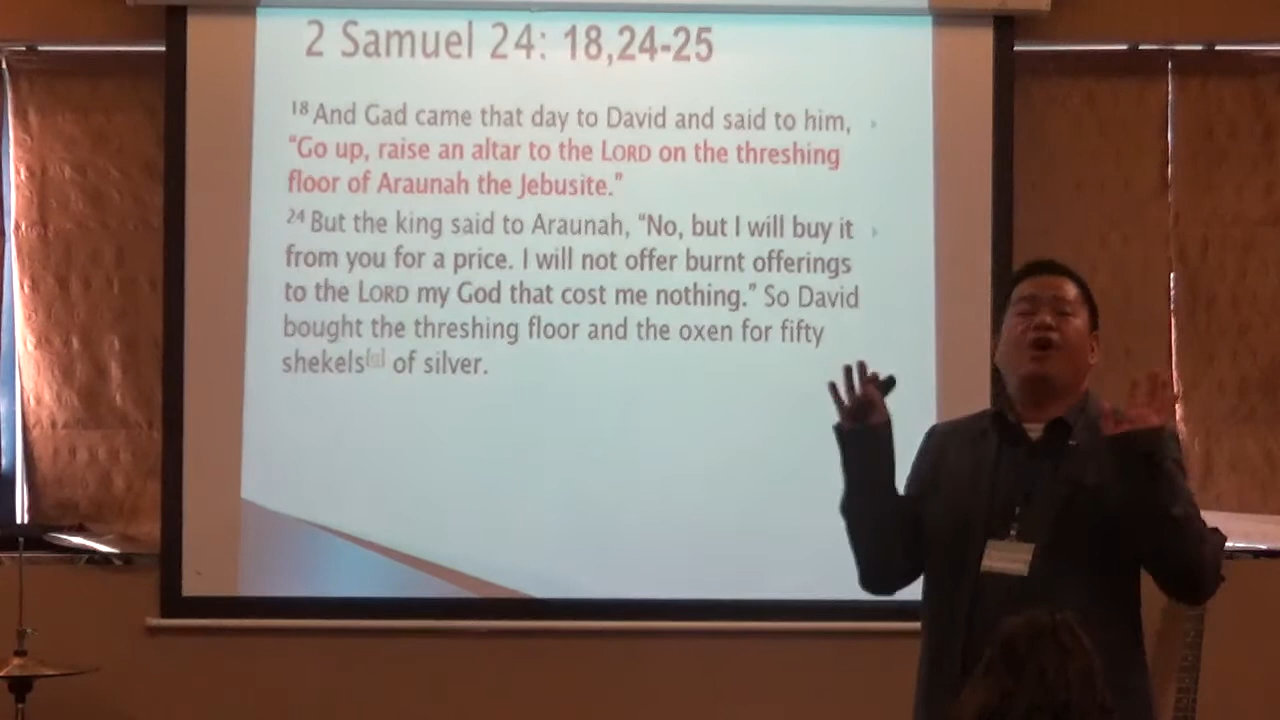 2 Samuel 24: 18,24-25
18 And Gad came that day to David and said to him,
“Go up, raise an altar to the LORD on the threshing
floor of Araunah the Jebusite.”
24 But the king said to Araunah, “No, but I will buy it
from you for a price. I will not offer burnt offerings
to the LORD my God that cost me nothing.” So David
bought the threshing floor and the oxen for fifty
shekels of silver.